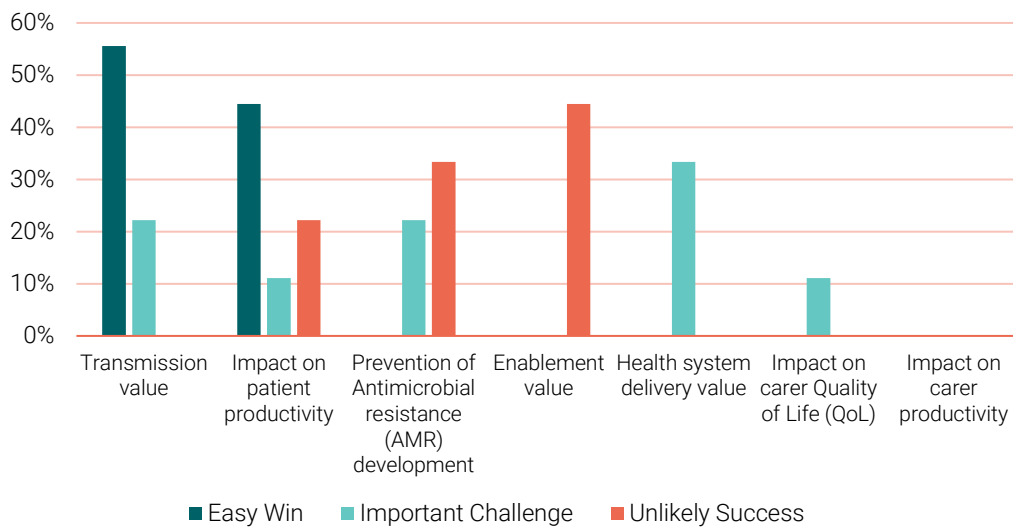 60%
50%
40%
30%
20%
10%
0%
Transmission
value
Impact on
patient
productivity
Prevention of
Antimicrobial
resistance
(AMR)
development
Enablement
value
Health system
delivery value
Impact on
carer Quality
of Life (QoL)
Impact on
carer
productivity
Easy Win
Important Challenge
Unlikely Success